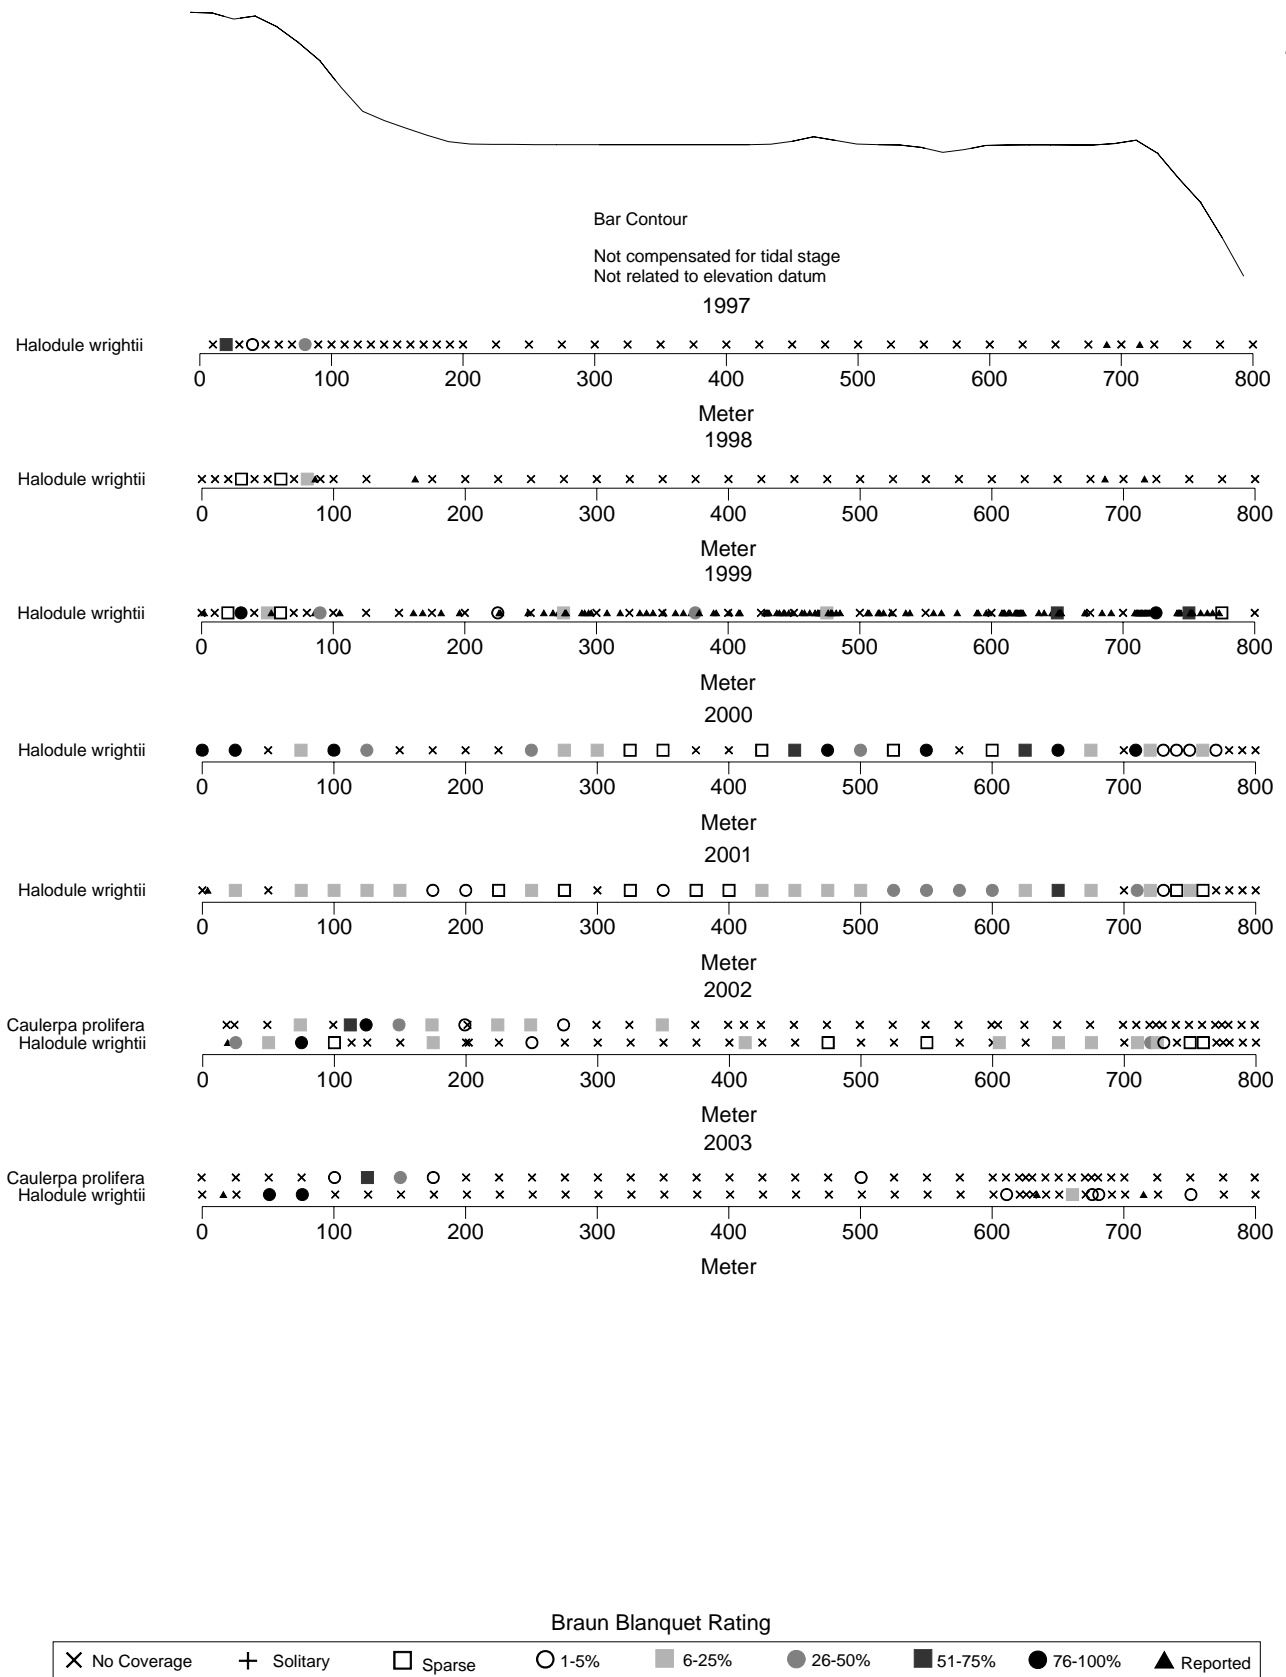 Bar Contour
Not compensated for tidal stage
Not related to elevation datum
1997
Halodule wrightii
0 100 200 300 400 500 600 700 800
Meter
1998
Halodule wrightii
0 100 200 300 400 500 600 700 800
Meter
1999
Halodule wrightii
0 100 200 300 400 500 600 700 800
Meter
2000
Halodule wrightii
0 100 200 300 400 500 600 700 800
Meter
2001
Halodule wrightii
0 100 200 300 400 500 600 700 800
Meter
2002
Caulerpa prolifera
Halodule wrightii
0 100 200 300 400 500 600 700 800
Meter
2003
Caulerpa prolifera
Halodule wrightii
0 100 200 300 400 500 600 700 800
Meter
Braun Blanquet Rating
No Coverage Solitary Sparse 1-5% 6-25% 26-50% 51-75% 76-100% Reported